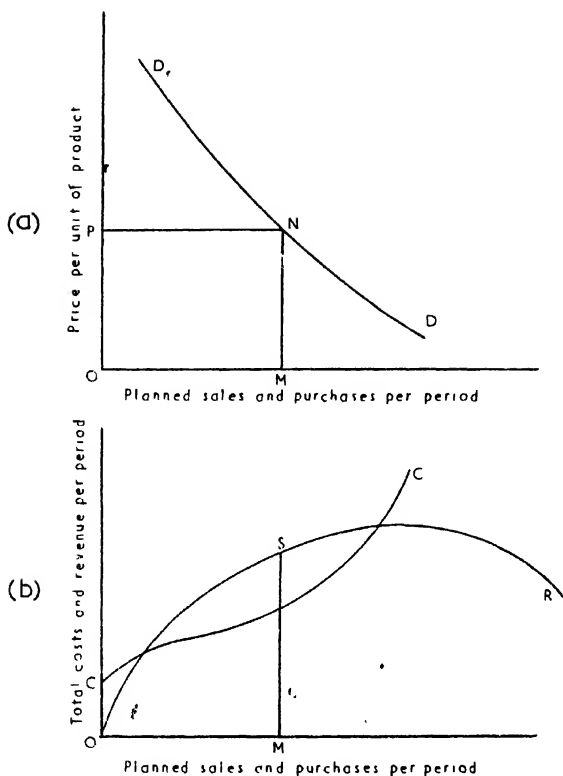 (a)
Price per unit of product
D,
P
N
D
O
M
Planned sales and purchases per period
(b)
Total costs and revenue per period
C
S
C
R
O
M
Planned sales and purchases per period